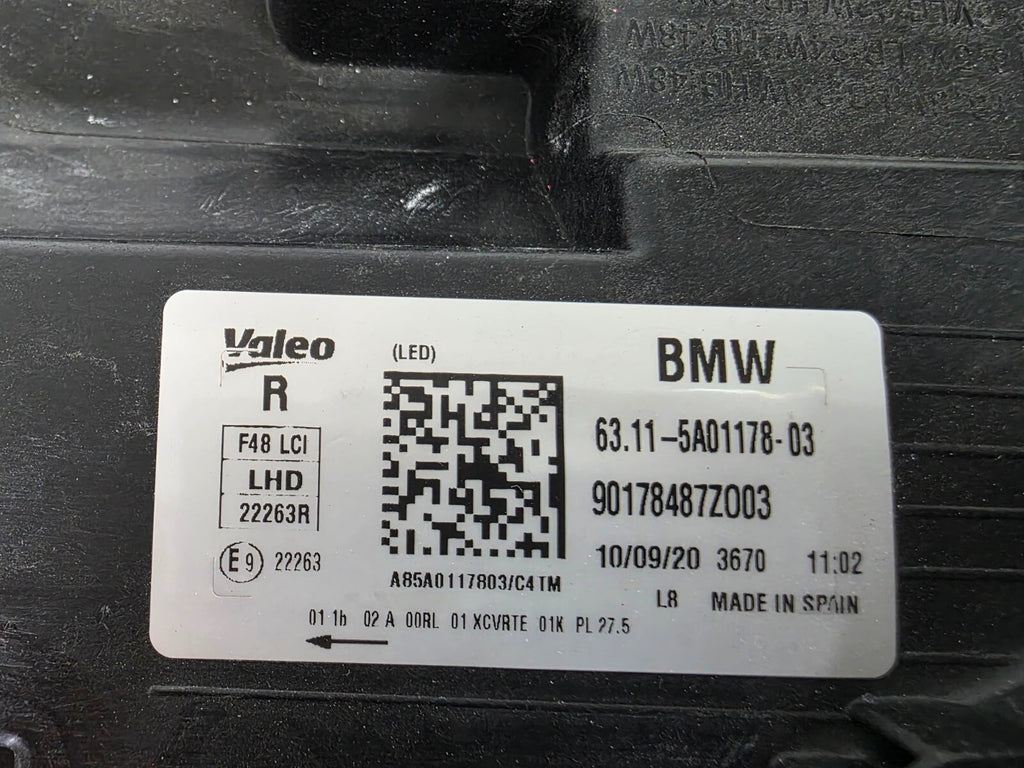 Valeo
R
F48 LCI
LHD
22263R
E9 22263
(LED)
A85A0117803/C4TM
BMW
63.11-5A01178-03
90178487Z003
10/09/20 3670 11:02
L8 MADE IN SPAIN
01 1h 02 A 00RL 01 XCVRTE 01K PL 27.5